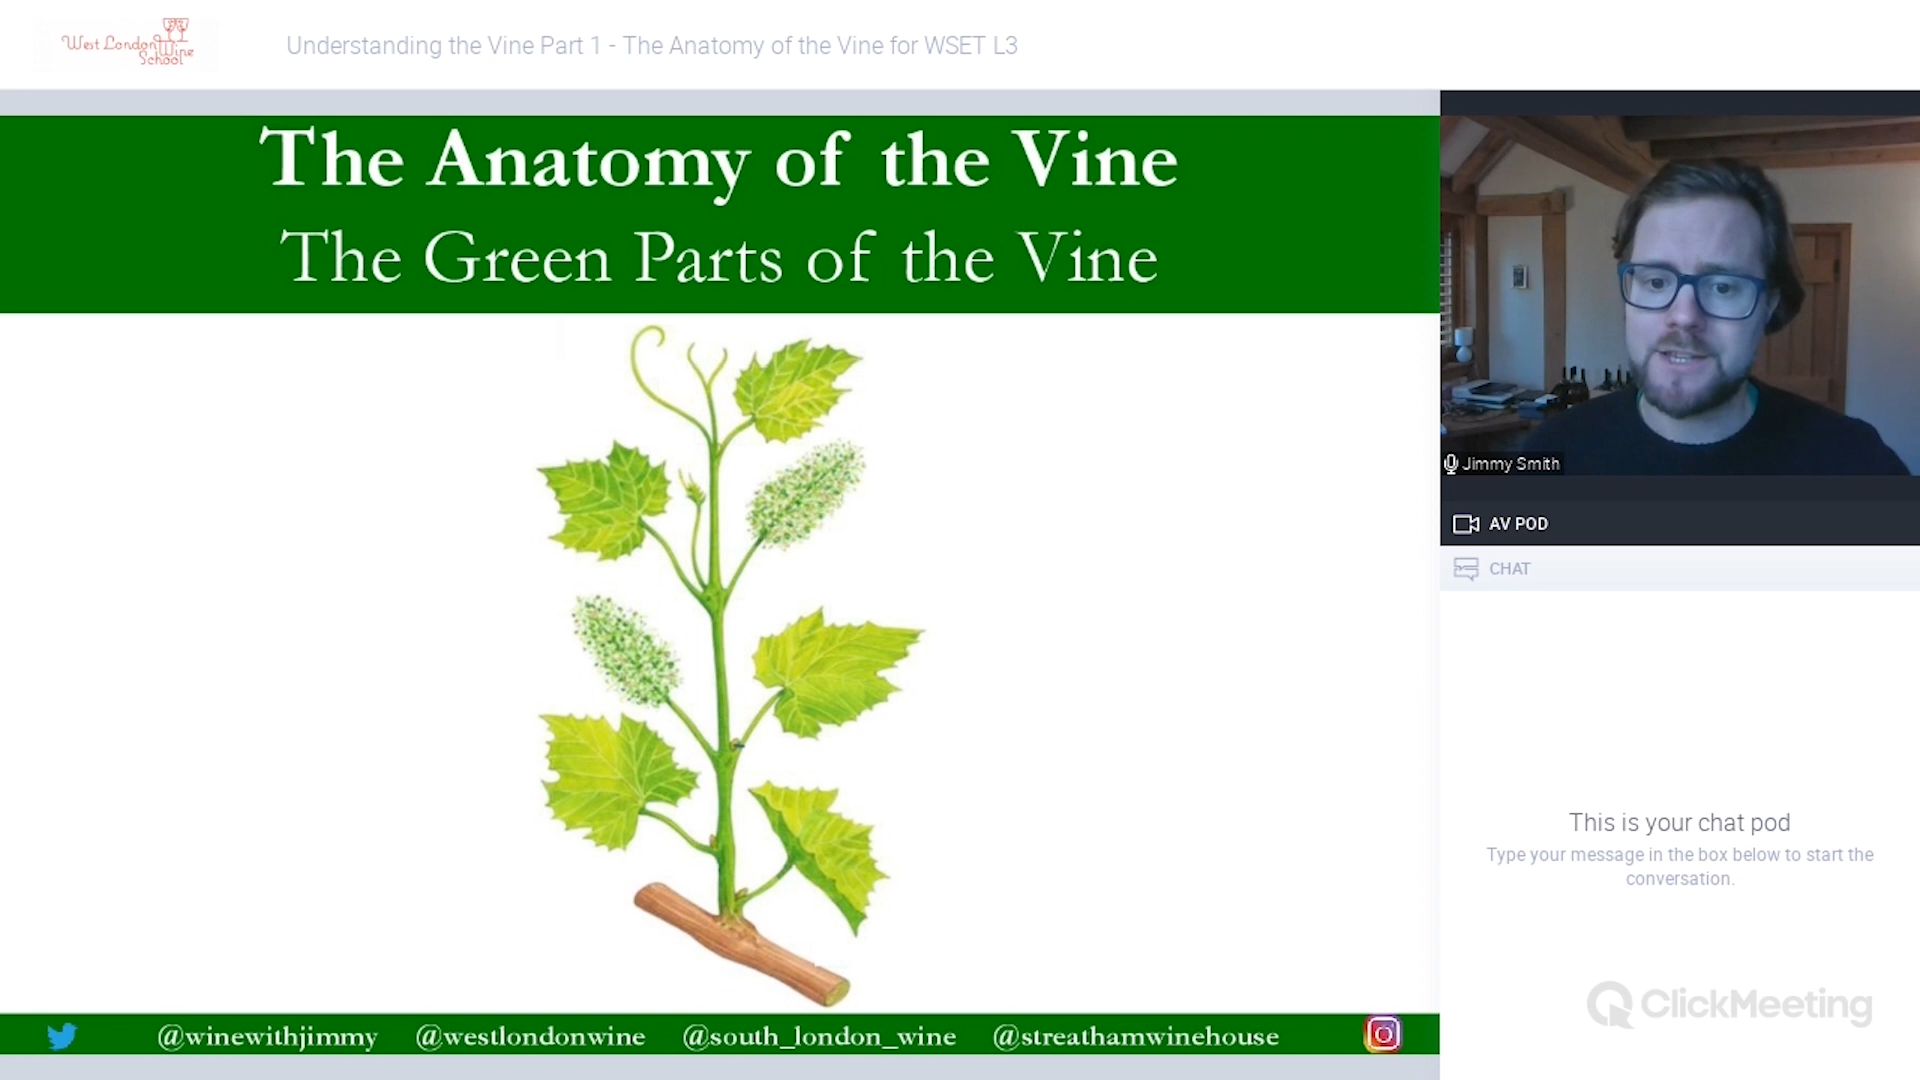 West London Wine School
Understanding the Vine Part 1 - The Anatomy of the Vine for WSET L3
The Anatomy of the Vine
The Green Parts of the Vine
Jimmy Smith
AV POD
CHAT
This is your chat pod
Type your message in the box below to start the
conversation.
ClickMeeting
@winewithjimmy @westlondonwine @south_london_wine @streathamwinehouse